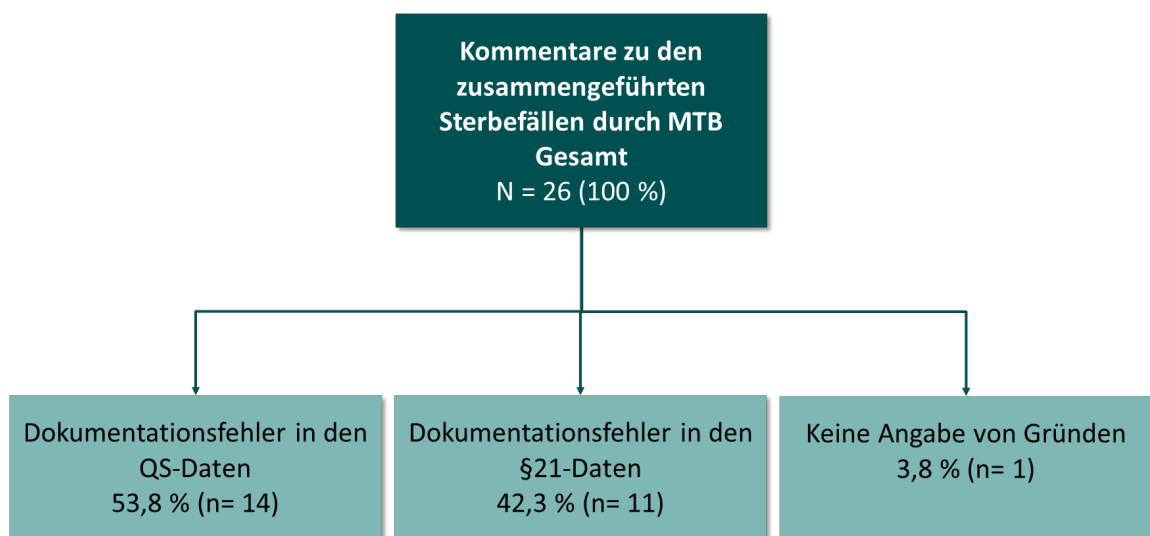 Kommentare zu den
zusammengeführten
Sterbefällen durch MTB
Gesamt
N = 26 (100 %)
Dokumentationsfehler in den
QS-Daten
53,8 % (n= 14)
Dokumentationsfehler in den
§21-Daten
42,3 % (n= 11)
Keine Angabe von Gründen
3,8 % (n= 1)